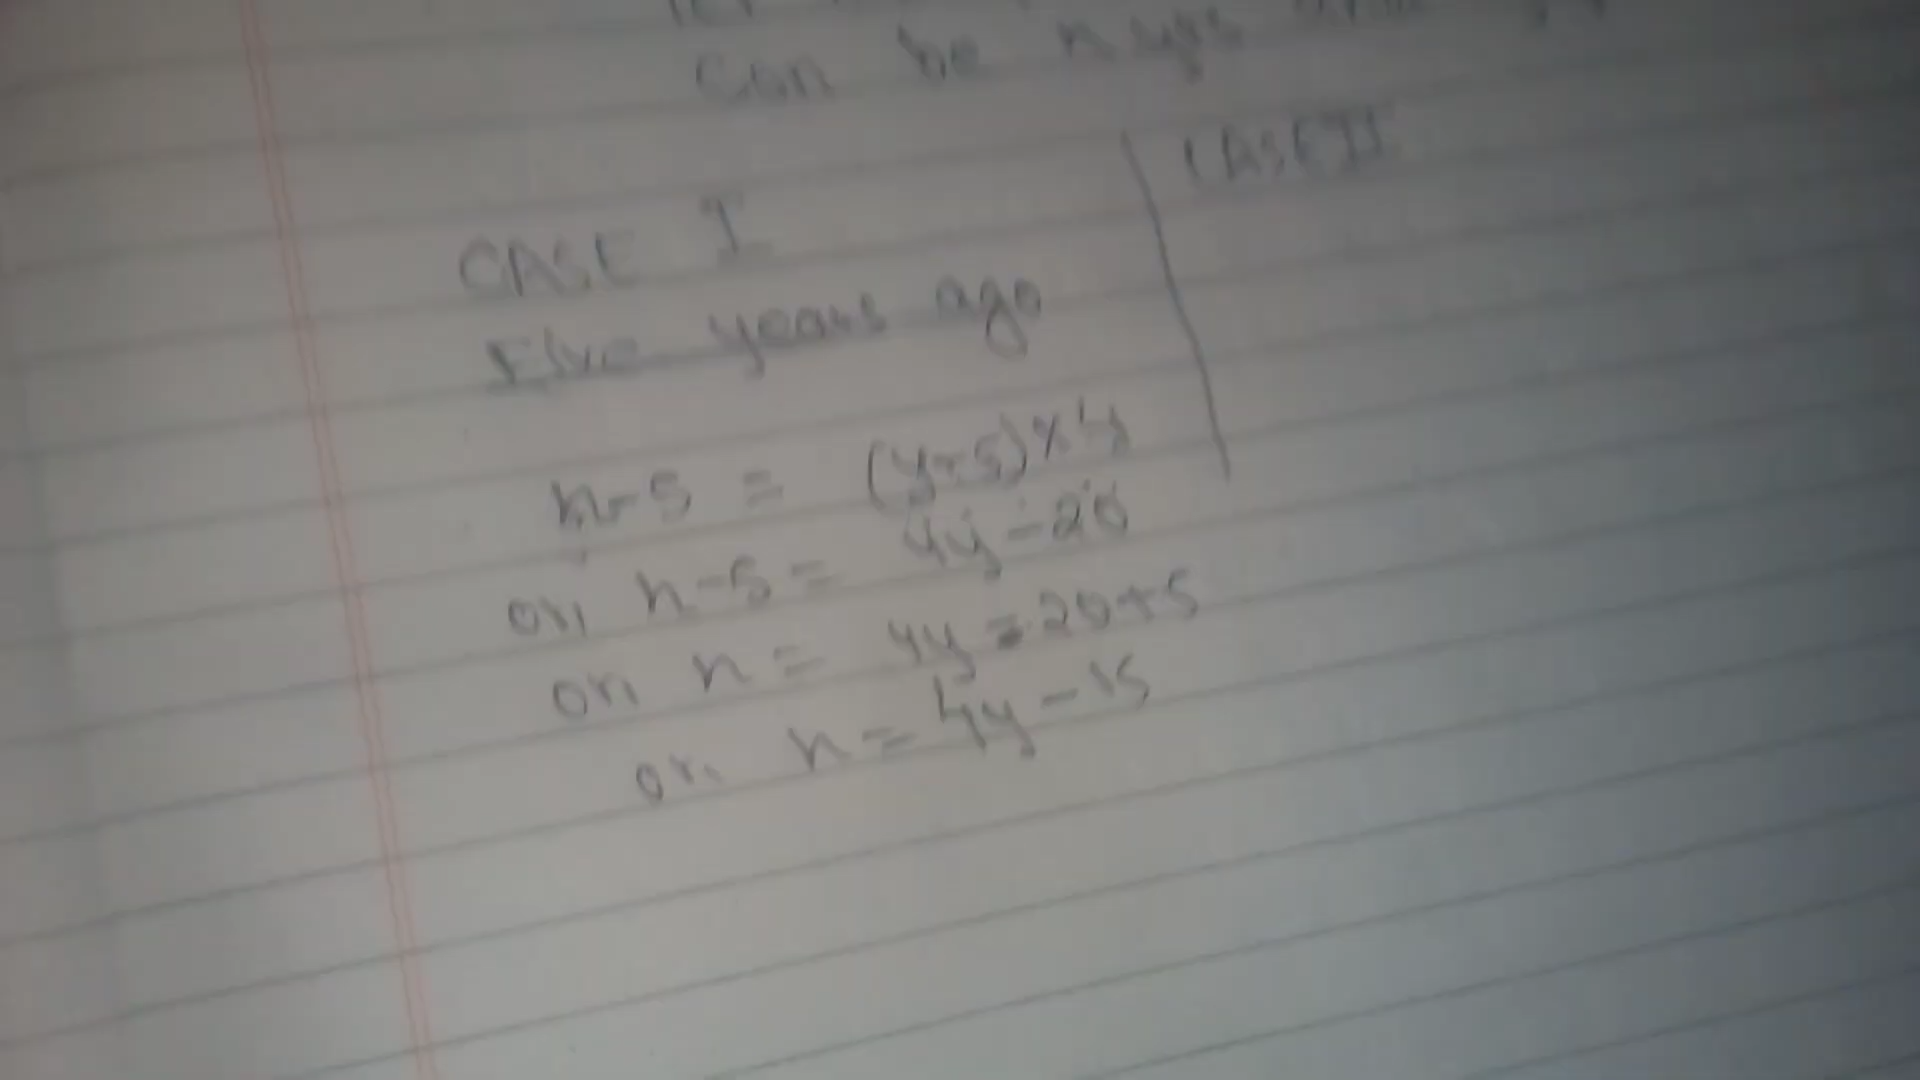 can be x yrs
CASE I
CASE II
Five years ago
x-5 = (y-5)×4
or, x-5 = 4y-20
or, x = 4y-20+5
or, x = 4y-15